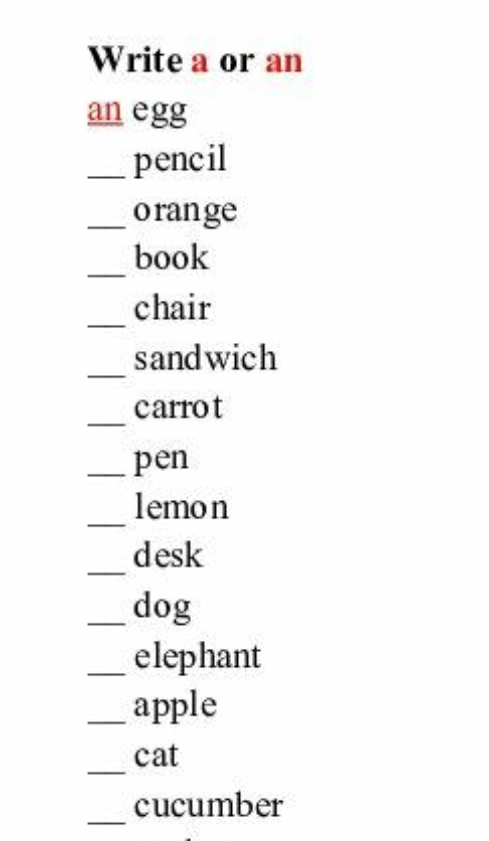 Write a or an
an egg
__ pencil
__ orange
__ book
__ chair
__ sandwich
__ carrot
__ pen
__ lemon
__ desk
__ dog
__ elephant
__ apple
__ cat
__ cucumber